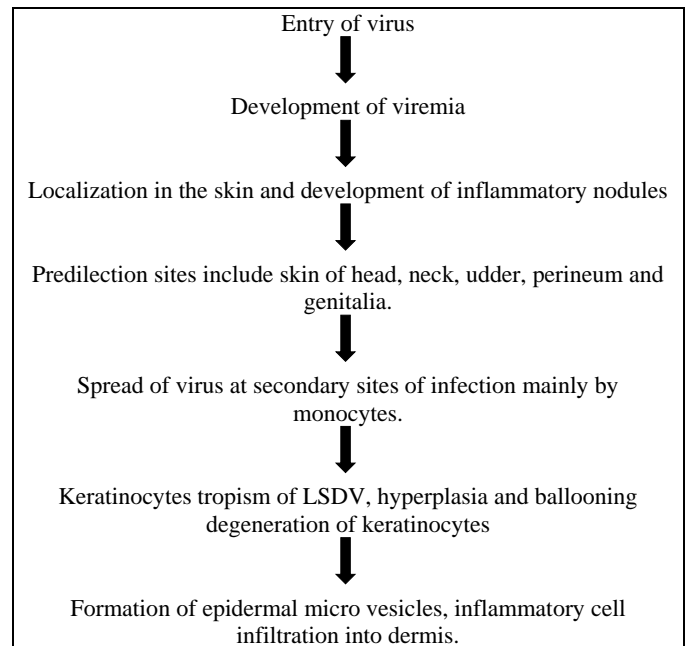 Entry of virus
Development of viremia
Localization in the skin and development of inflammatory nodules
Predilection sites include skin of head, neck, udder, perineum and
genitalia.
Spread of virus at secondary sites of infection mainly by
monocytes.
Keratinocytes tropism of LSDV, hyperplasia and ballooning
degeneration of keratinocytes
Formation of epidermal micro vesicles, inflammatory cell
infiltration into dermis.